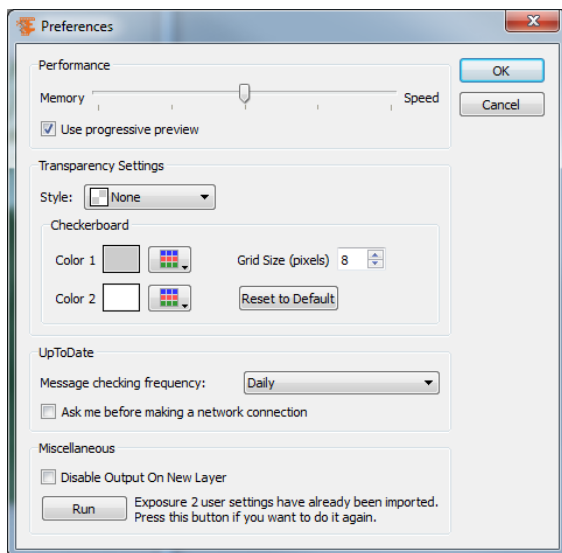 Preferences
Performance
Memory
Speed
Use progressive preview
OK
Cancel
Transparency Settings
Style: None
Checkerboard
Color 1
Grid Size (pixels) 8
Color 2
Reset to Default
UpToDate
Message checking frequency: Daily
Ask me before making a network connection
Miscellaneous
Disable Output On New Layer
Run
Exposure 2 user settings have already been imported.
Press this button if you want to do it again.